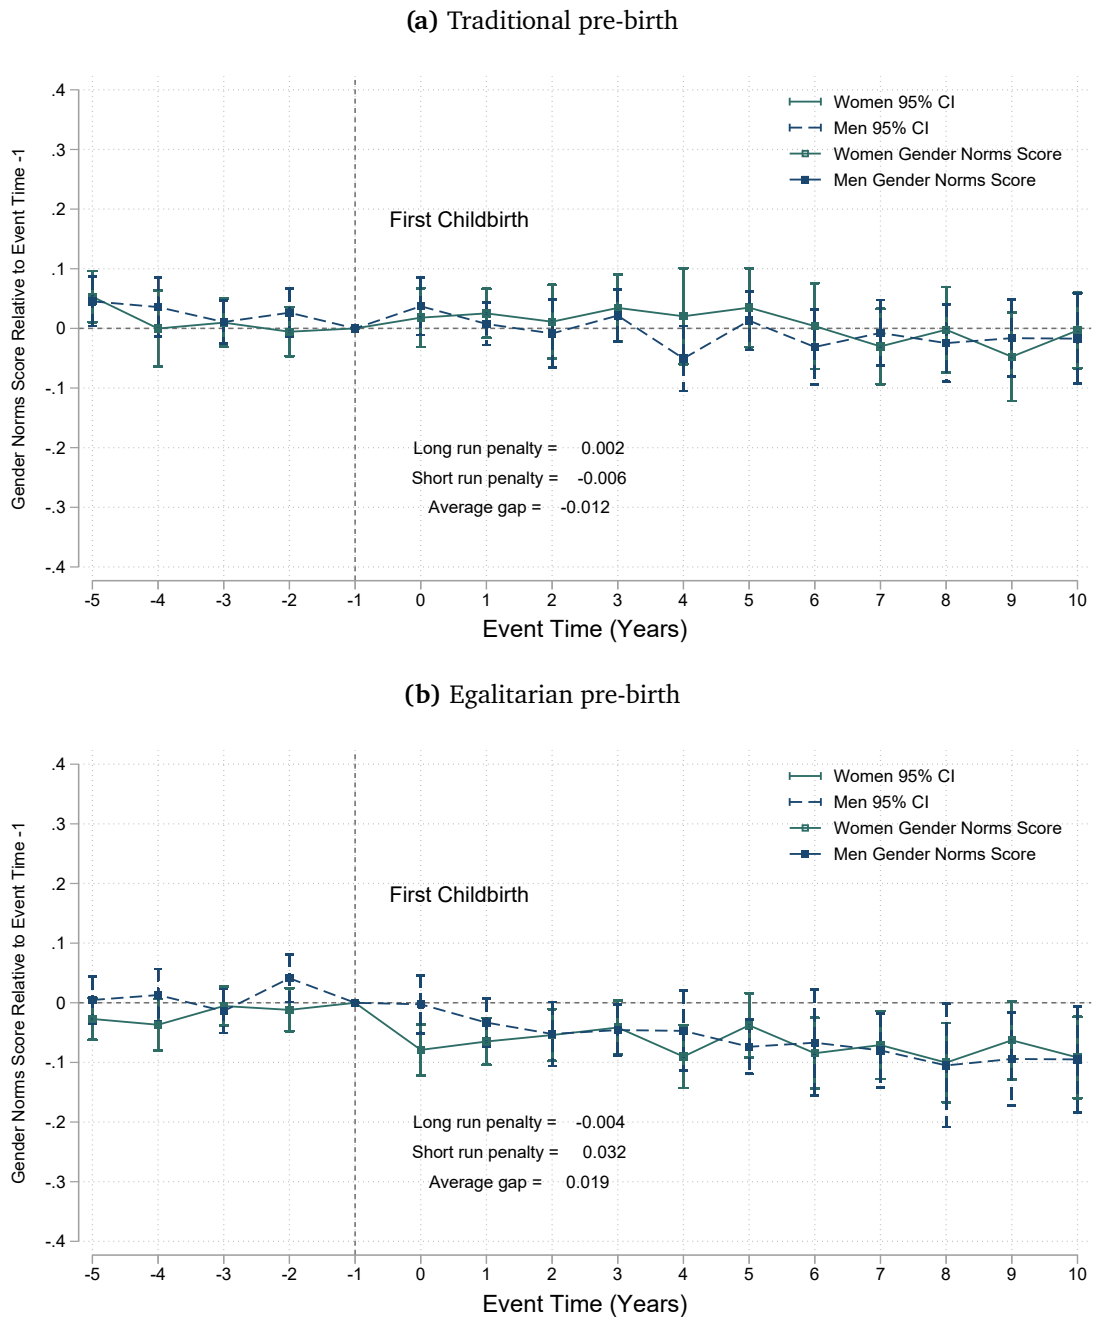 (a) Traditional pre-birth
Gender Norms Score Relative to Event Time -1
.4
.3
.2
.1
0
-.1
-.2
-.3
-.4
Women 95% CI
Men 95% CI
Women Gender Norms Score
Men Gender Norms Score
First Childbirth
Long run penalty = 0.002
Short run penalty = -0.006
Average gap = -0.012
-5 -4 -3 -2 -1 0 1 2 3 4 5 6 7 8 9 10
Event Time (Years)
(b) Egalitarian pre-birth
Gender Norms Score Relative to Event Time -1
.4
.3
.2
.1
0
-.1
-.2
-.3
-.4
Women 95% CI
Men 95% CI
Women Gender Norms Score
Men Gender Norms Score
First Childbirth
Long run penalty = -0.004
Short run penalty = 0.032
Average gap = 0.019
-5 -4 -3 -2 -1 0 1 2 3 4 5 6 7 8 9 10
Event Time (Years)